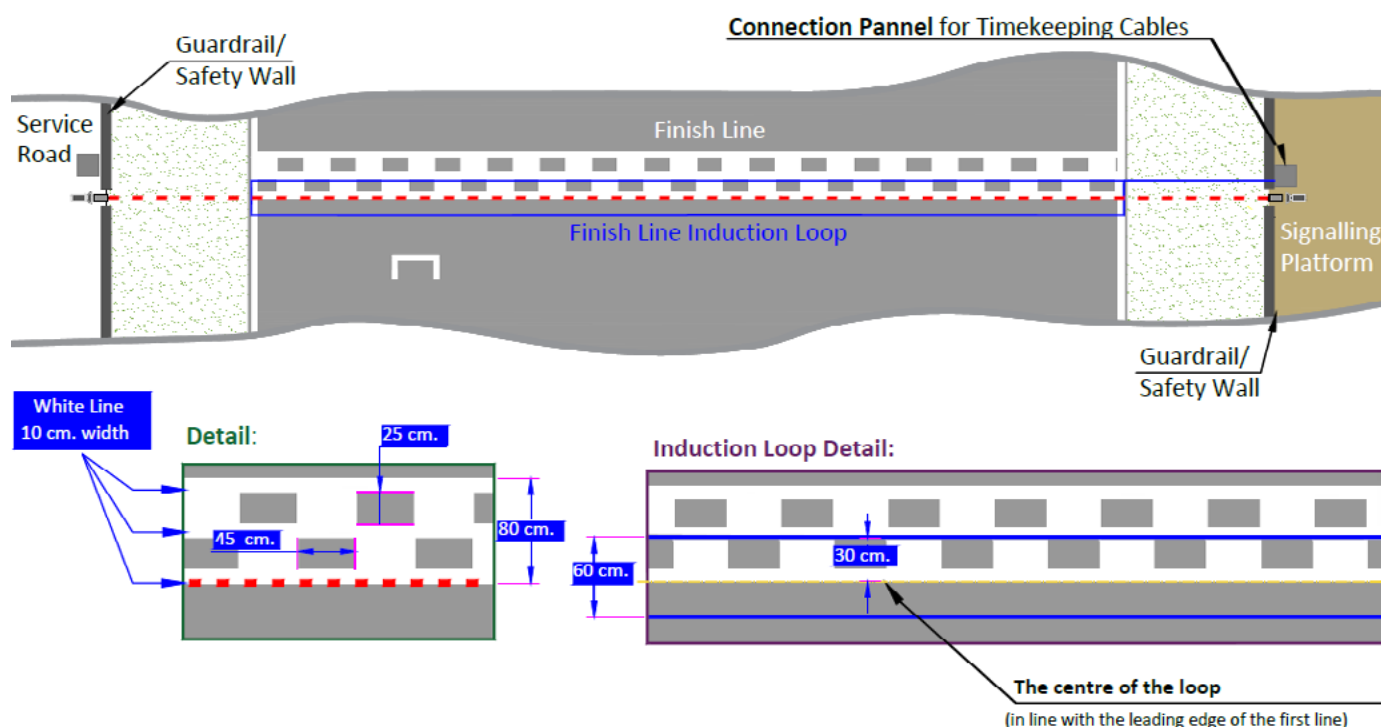 Connection Pannel for Timekeeping Cables
Guardrail/
Safety Wall
Service
Road
Finish Line
Finish Line Induction Loop
Signalling
Platform
Guardrail/
Safety Wall
White Line
10 cm. width
Detail:
25 cm.
45 cm.
80 cm.
Induction Loop Detail:
30 cm.
60 cm.
The centre of the loop
(in line with the leading edge of the first line)